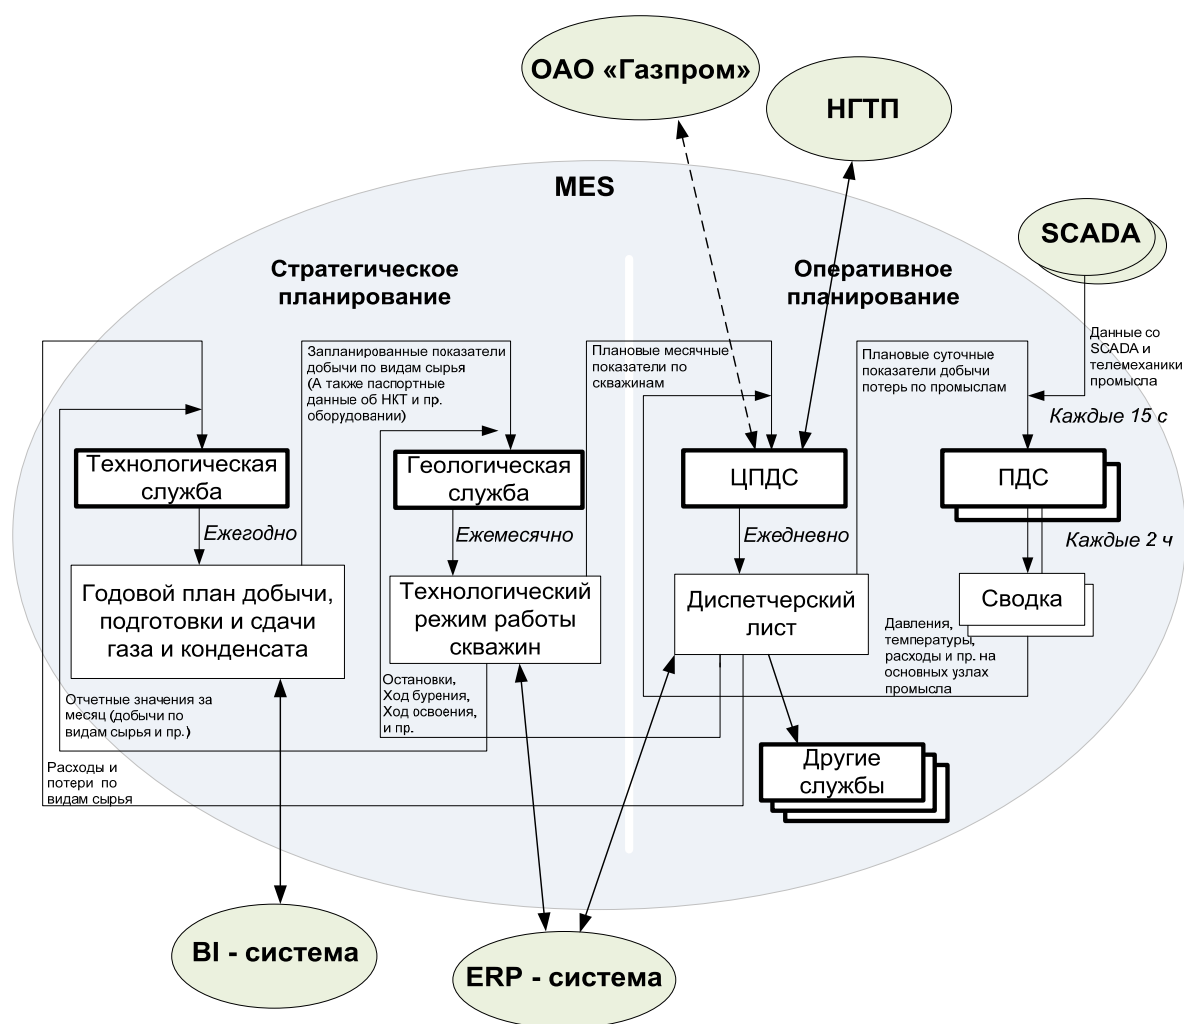 ОАО «Газпром»
НГТП
MES
SCADA
Стратегическое
планирование
Оперативное
планирование
Данные со
SCADA и
телемеханики
промысла
Каждые 15 с
Запланированные показатели
добычи по видам сырья
(А также паспортные
данные об НКТ и пр.
оборудовании)
Плановые месячные
показатели по
скважинам
Плановые суточные
показатели добычи
потерь по промыслам
Технологическая
служба
Геологическая
служба
ЦПДС
ПДС
Ежегодно
Ежемесячно
Ежедневно
Каждые 2 ч
Годовой план добычи,
подготовки и сдачи
газа и конденсата
Технологический
режим работы
скважин
Диспетчерский
лист
Сводка
Давления,
температуры,
расходы и пр. на
основных узлах
промысла
Отчетные значения за
месяц (добычи по
видам сырья и пр.)
Остановки,
Ход бурения,
Ход освоения,
и пр.
Расходы и
потери по
видам сырья
Другие
службы
BI - система
ERP - система